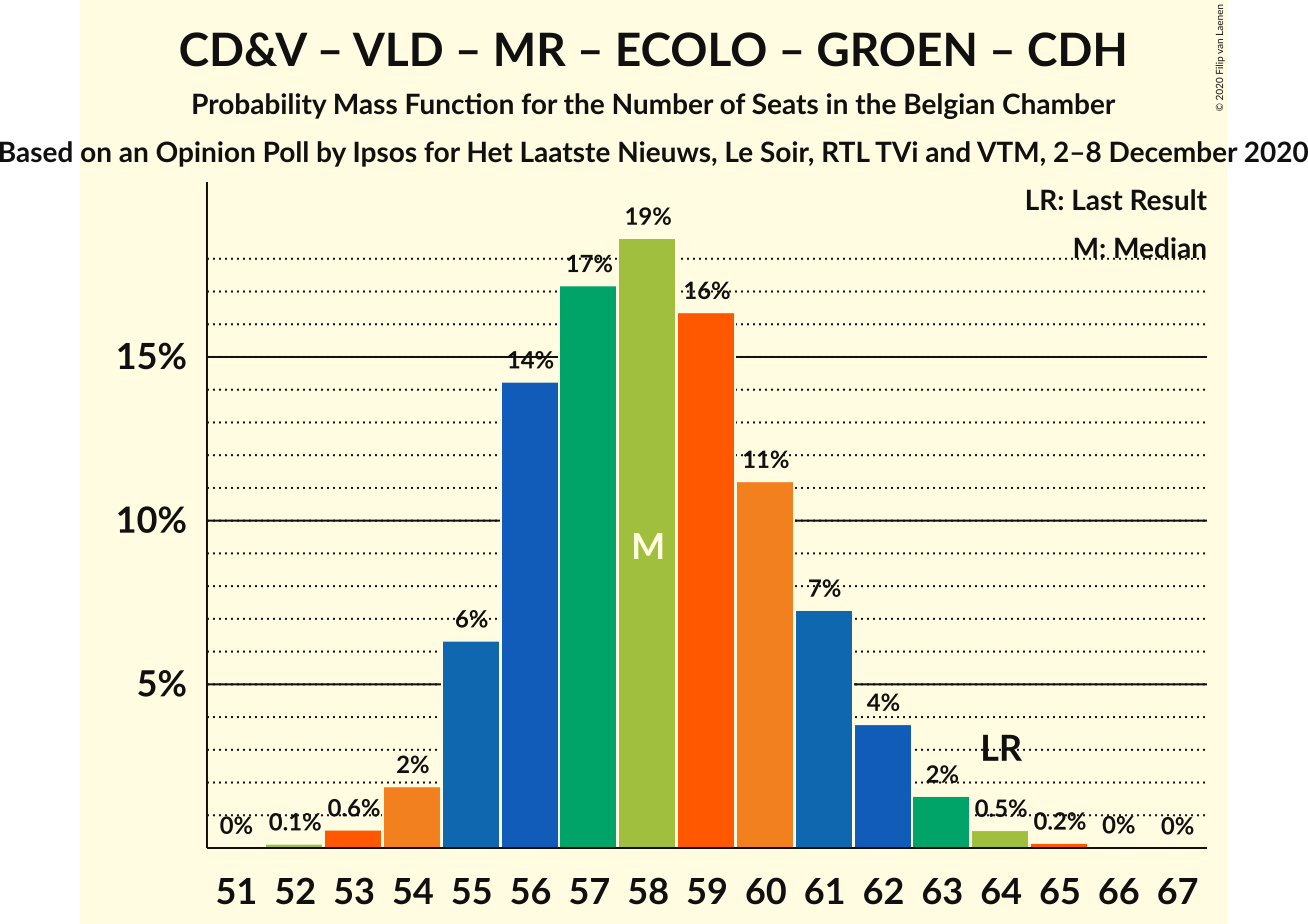 CD&V – VLD – MR – ECOLO – GROEN – CDH
Probability Mass Function for the Number of Seats in the Belgian Chamber
Based on an Opinion Poll by Ipsos for Het Laatste Nieuws, Le Soir, RTL TVi and VTM, 2–8 December 2020
© 2020 Filip van Laenen
LR: Last Result
M: Median
15%
10%
5%
0%
0.1%
0.6%
2%
6%
14%
17%
19%
16%
11%
7%
4%
2%
0.5%
0.2%
0%
0%
M
LR
51 52 53 54 55 56 57 58 59 60 61 62 63 64 65 66 67